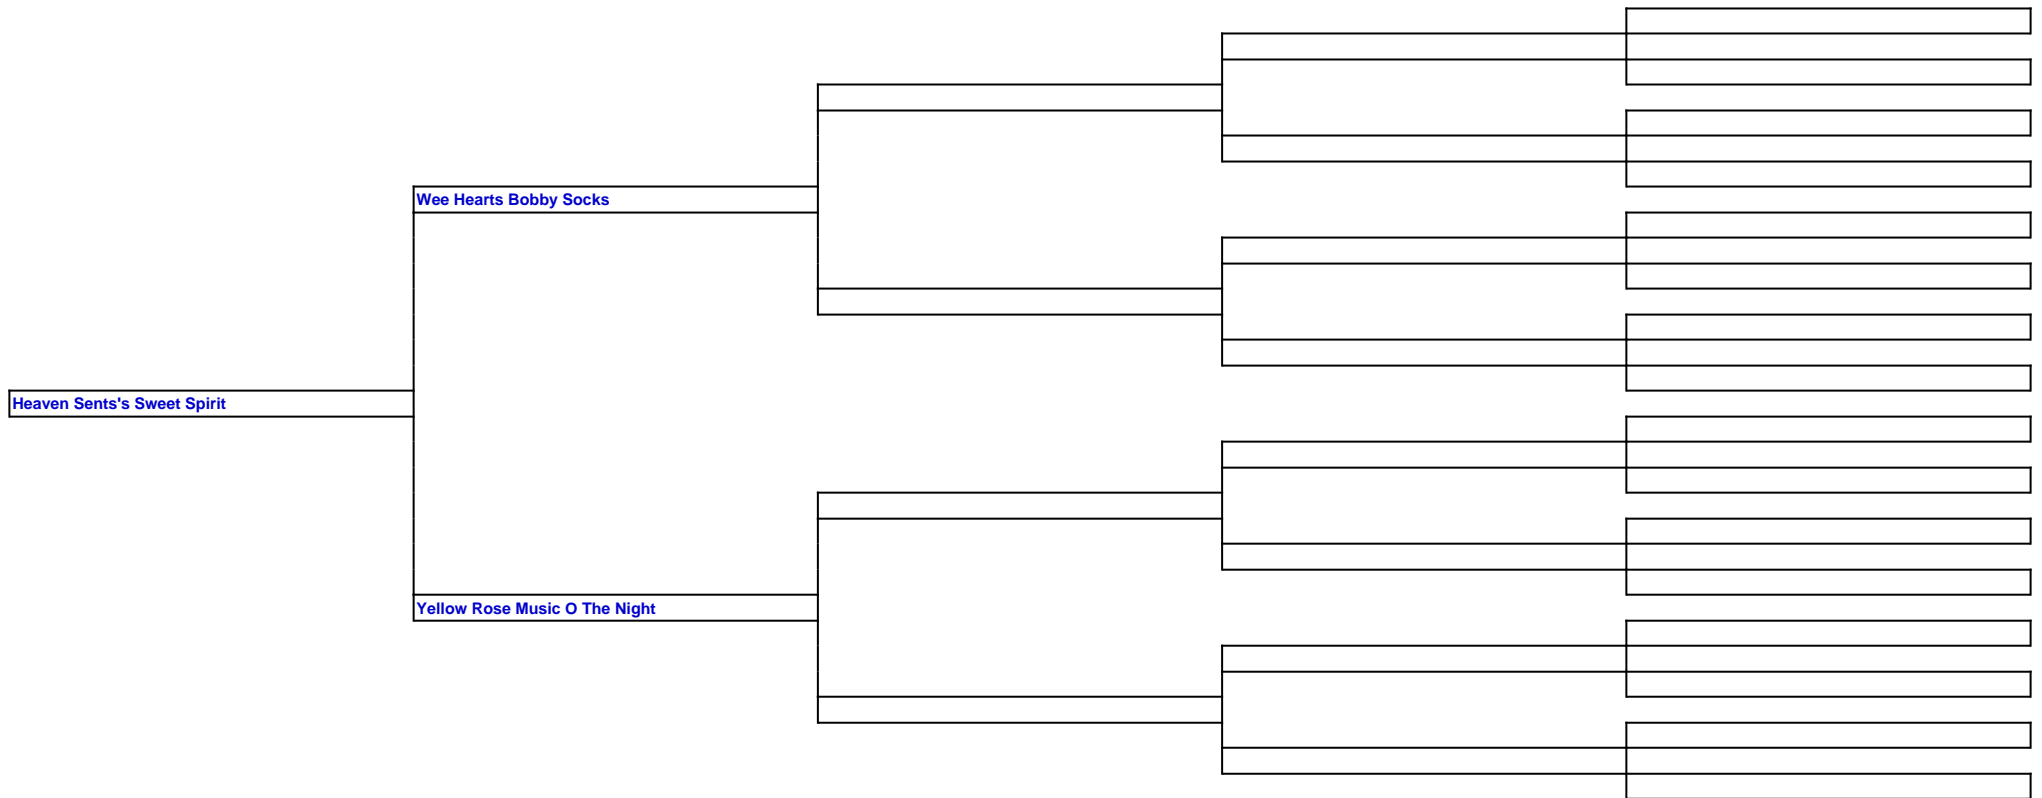 Wee Hearts Bobby Socks
Heaven Sents's Sweet Spirit
Yellow Rose Music O The Night